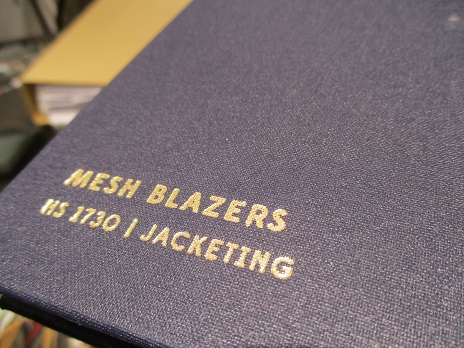 MESH BLAZERS
HS 1730 | JACKETING